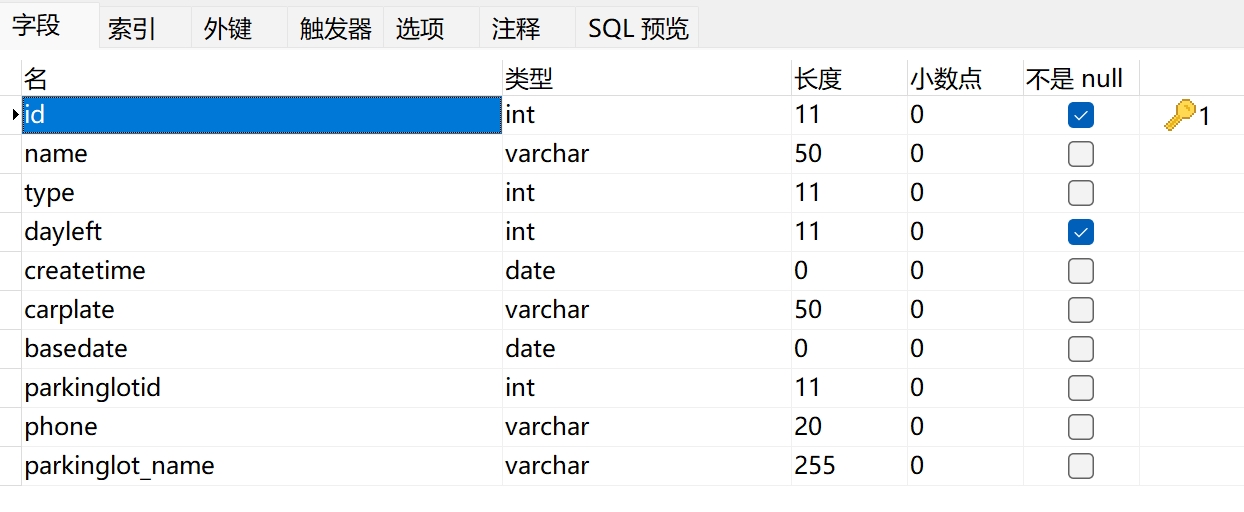 字段 索引 外键 触发器 选项 注释 SQL 预览
名 类型 长度 小数点 不是 null
id int 11 0 1
name varchar 50 0
type int 11 0
dayleft int 11 0
createtime date 0 0
carplate varchar 50 0
basedate date 0 0
parkinglotid int 11 0
phone varchar 20 0
parkinglot_name varchar 255 0